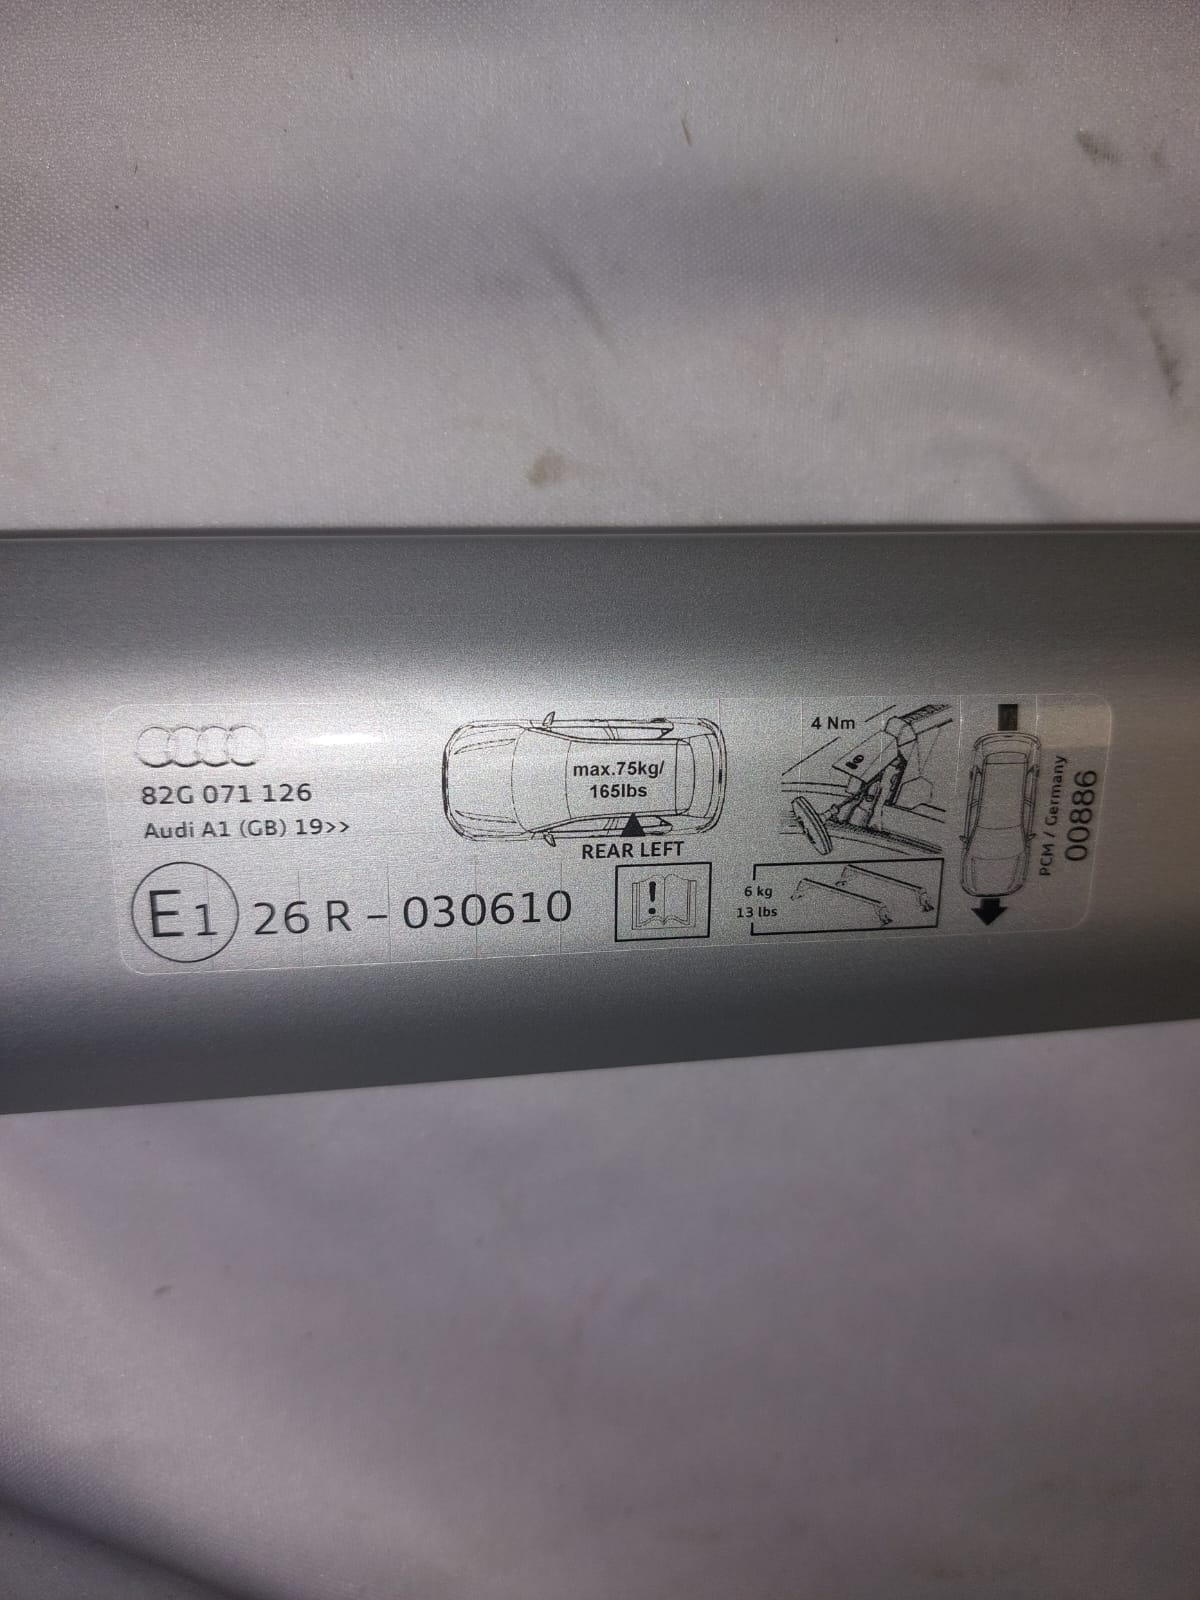 82G 071 126
Audi A1 (GB) 19>>
E1 26 R - 030610
max.75kg/
165lbs
REAR LEFT
!
4 Nm
6 kg
13 lbs
PCM / Germany
00886